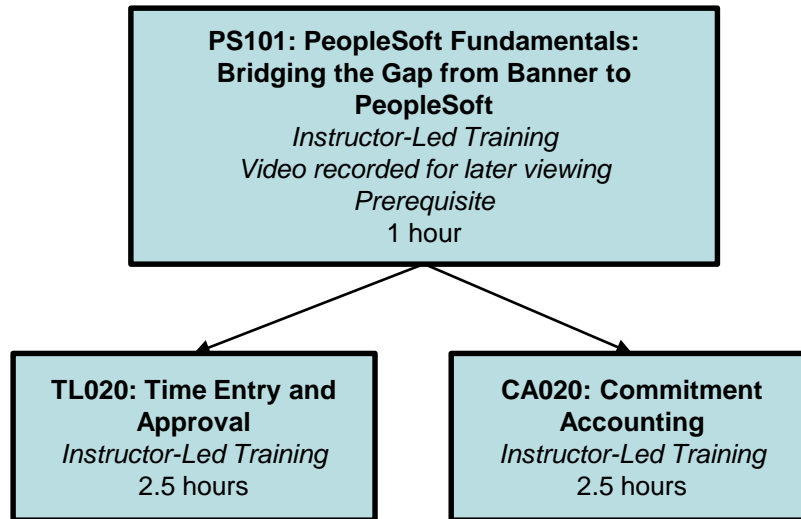 PS101: PeopleSoft Fundamentals:
Bridging the Gap from Banner to
PeopleSoft
Instructor-Led Training
Video recorded for later viewing
Prerequisite
1 hour
TL020: Time Entry and
Approval
Instructor-Led Training
2.5 hours
CA020: Commitment
Accounting
Instructor-Led Training
2.5 hours